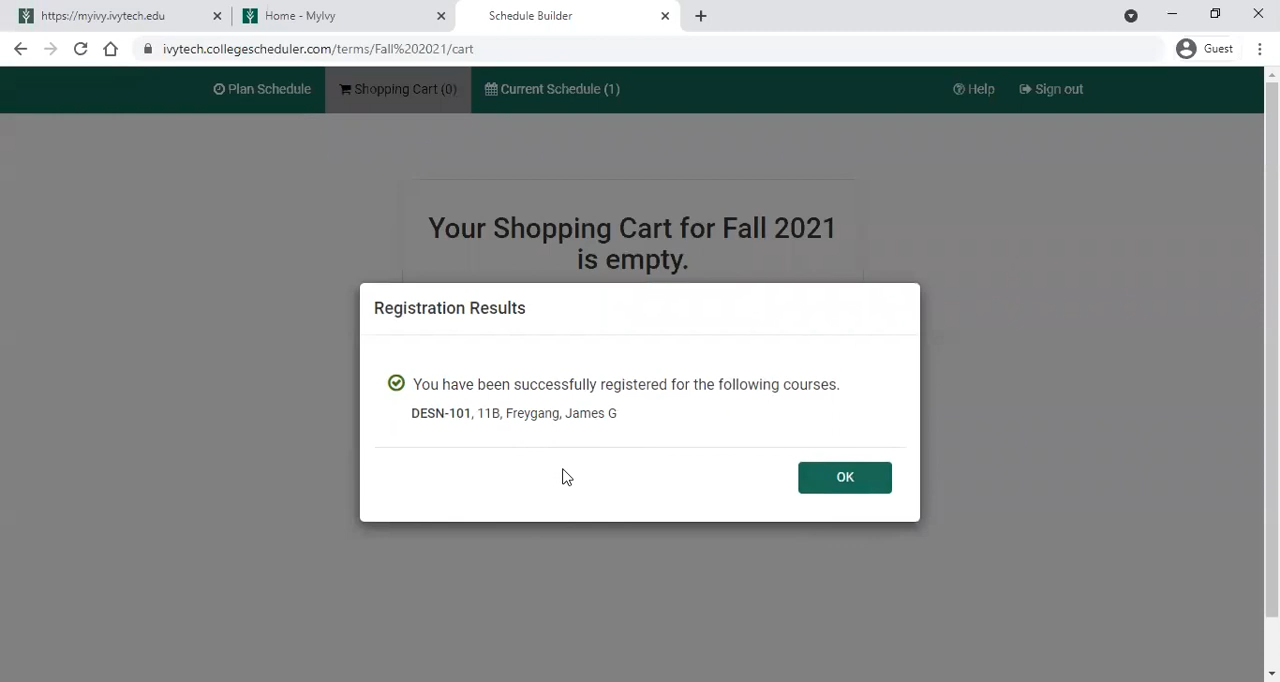 https://myivy.ivytech.edu
Home - MyIvy
Schedule Builder
ivytech.collegescheduler.com/terms/Fall%202021/cart
Guest
Plan Schedule
Shopping Cart (0)
Current Schedule (1)
Help
Sign out
Your Shopping Cart for Fall 2021
is empty.
Registration Results
You have been successfully registered for the following courses.
DESN-101, 11B, Freygang, James G
OK